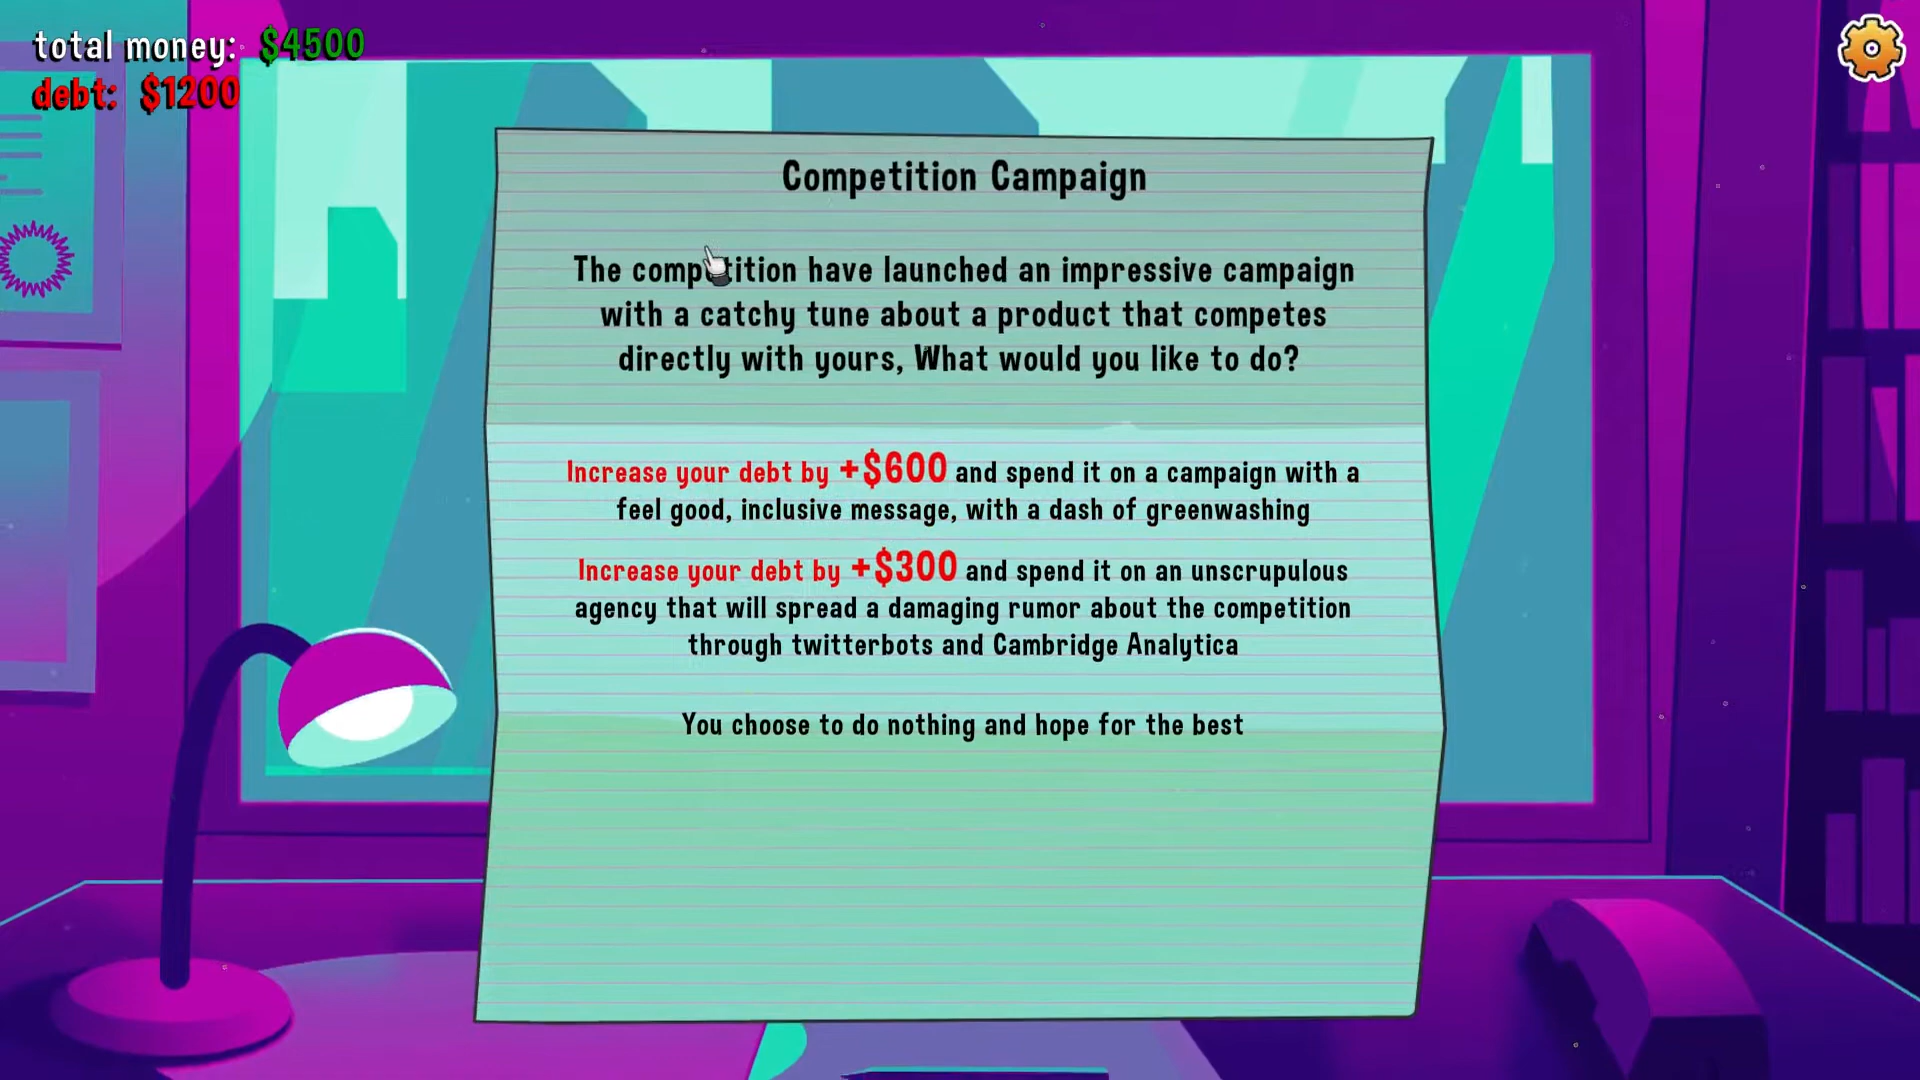 total money: $4500
debt: $1200
Competition Campaign
The competition have launched an impressive campaign
with a catchy tune about a product that competes
directly with yours, What would you like to do?
Increase your debt by +$600 and spend it on a campaign with a
feel good, inclusive message, with a dash of greenwashing
Increase your debt by +$300 and spend it on an unscrupulous
agency that will spread a damaging rumor about the competition
through twitterbots and Cambridge Analytica
You choose to do nothing and hope for the best